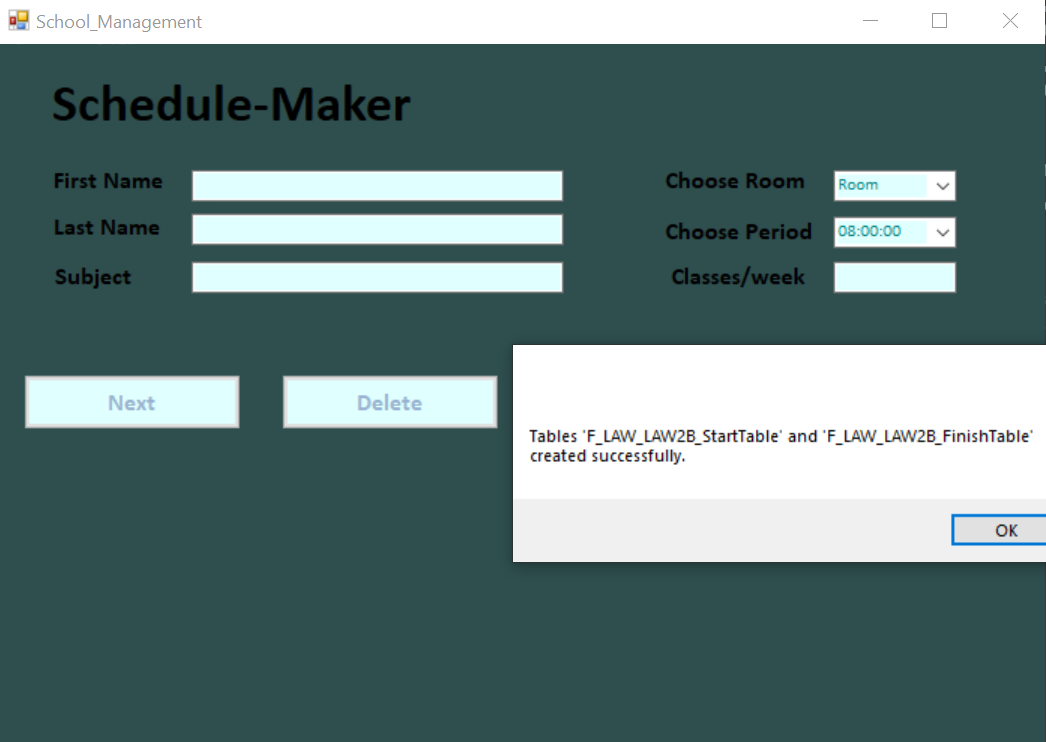 School_Management
Schedule-Maker
First Name
Last Name
Subject
Choose Room
Room
Choose Period
08:00:00
Classes/week
Next
Delete
Tables 'F_LAW_LAW2B_StartTable' and 'F_LAW_LAW2B_FinishTable'
created successfully.
OK